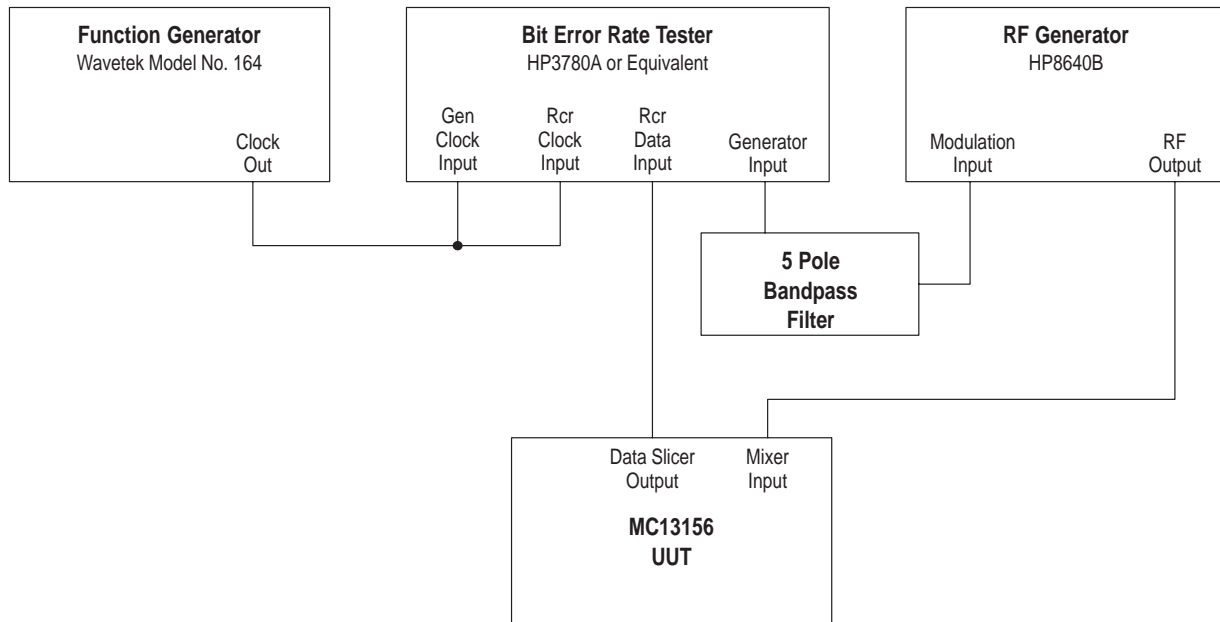 Function Generator
Wavetek Model No. 164
Clock
Out
Bit Error Rate Tester
HP3780A or Equivalent
Gen
Clock
Input
Rcr
Clock
Input
Rcr
Data
Input
Generator
Input
RF Generator
HP8640B
Modulation
Input
RF
Output
5 Pole
Bandpass
Filter
Data Slicer
Output
Mixer
Input
MC13156
UUT